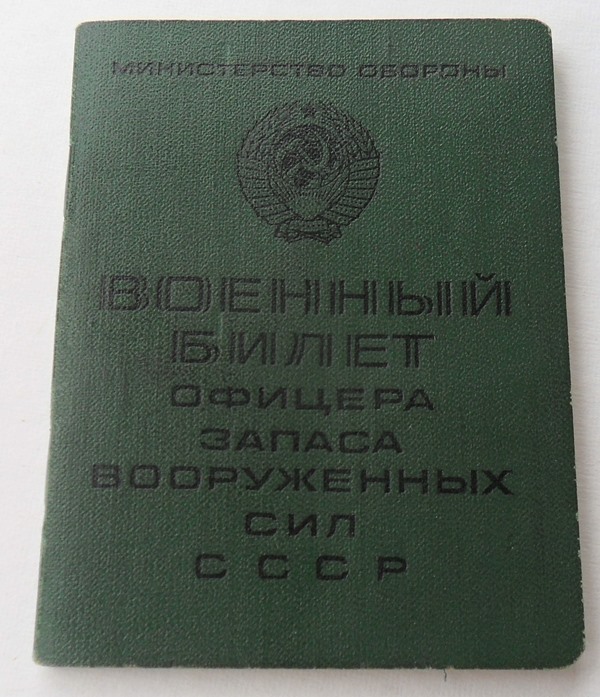 МИНИСТЕРСТВО ОБОРОНЫ
ВОЕННЫЙ
БИЛЕТ
ОФИЦЕРА
ЗАПАСА
ВООРУЖЕННЫХ
СИЛ
СССР